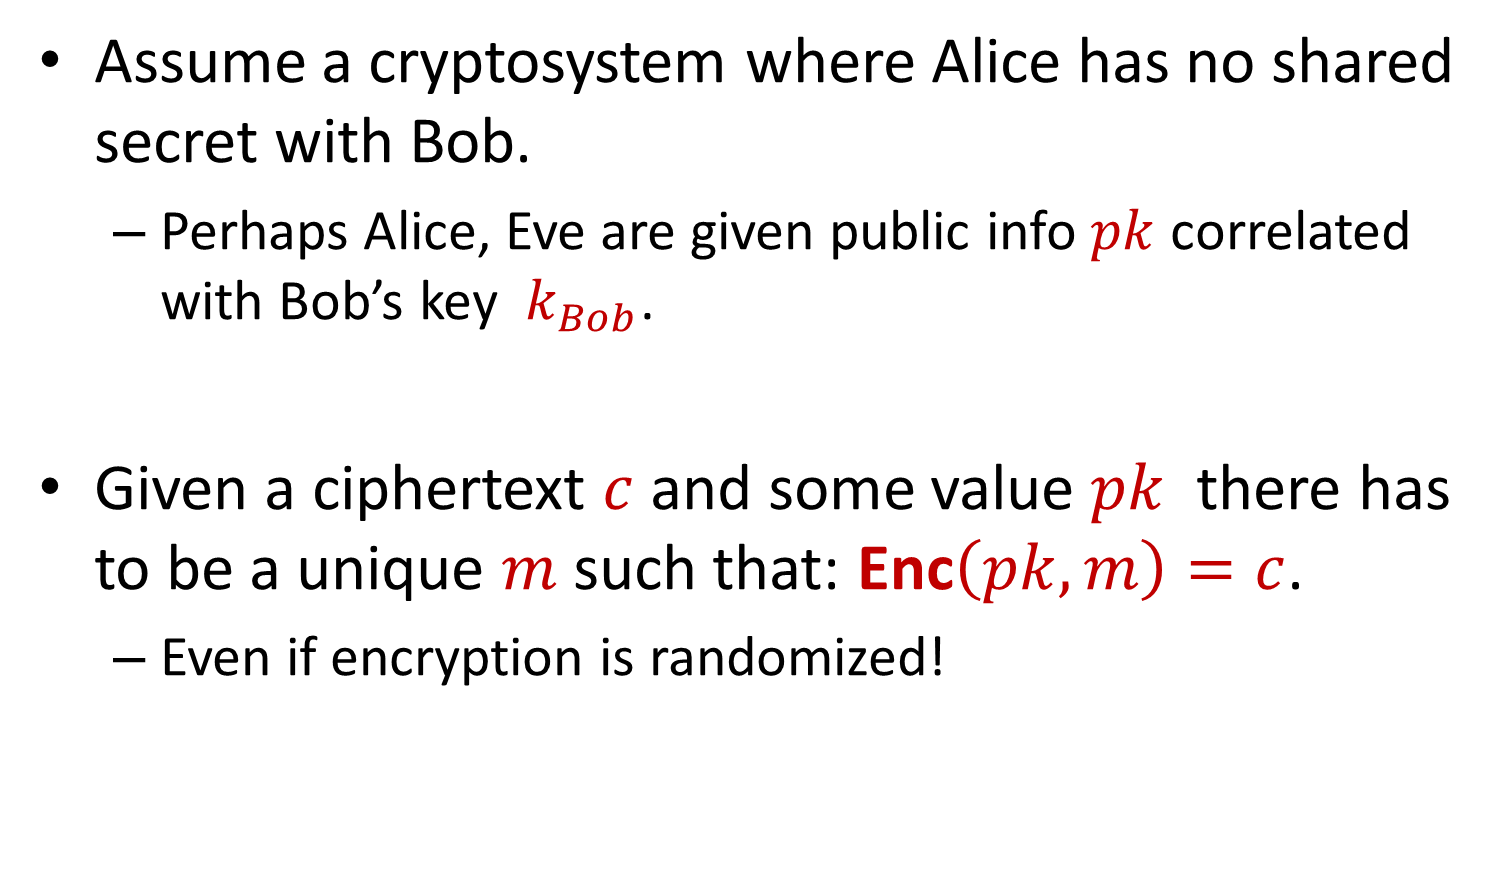 • Assume a cryptosystem where Alice has no shared
secret with Bob.
– Perhaps Alice, Eve are given public info pk correlated
with Bob’s key k_Bob.
• Given a ciphertext c and some value pk there has
to be a unique m such that: Enc(pk, m) = c.
– Even if encryption is randomized!